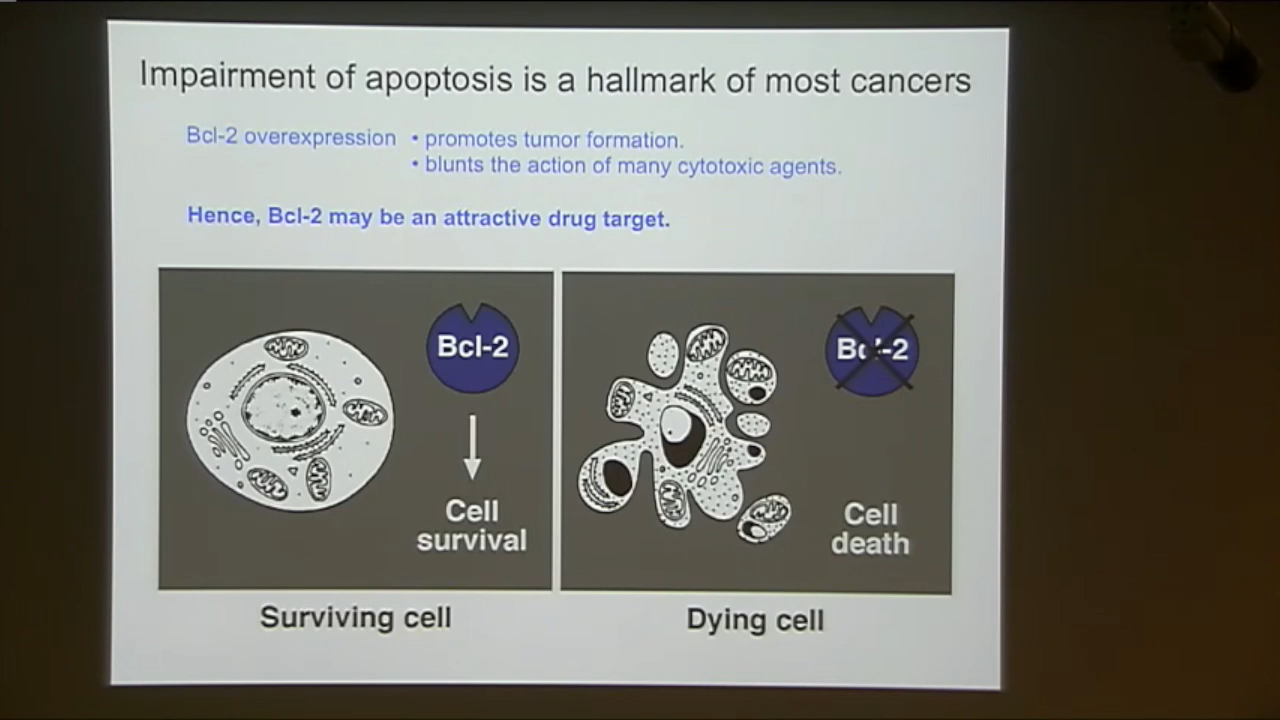 Impairment of apoptosis is a hallmark of most cancers
Bcl-2 overexpression • promotes tumor formation.
• blunts the action of many cytotoxic agents.
Hence, Bcl-2 may be an attractive drug target.
Bcl-2
Cell
survival
Bcl-2
Cell
death
Surviving cell
Dying cell